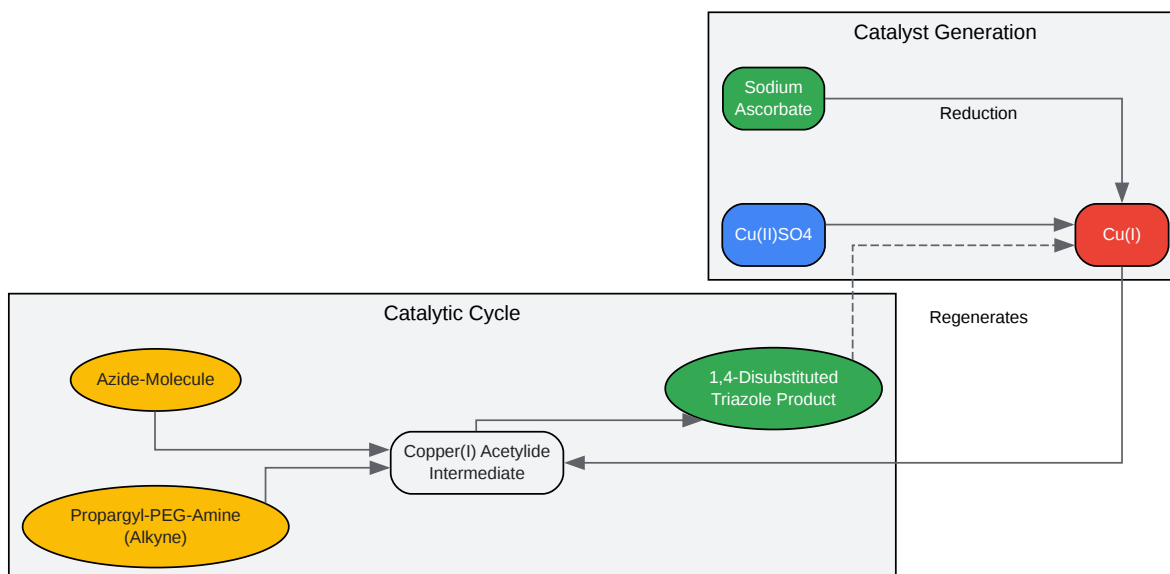 Catalyst Generation
Sodium
Ascorbate
Reduction
Cu(II)SO4
Cu(I)
Regenerates
Catalytic Cycle
Azide-Molecule
1,4-Disubstituted
Triazole Product
Copper(I) Acetylide
Intermediate
Propargyl-PEG-Amine
(Alkyne)